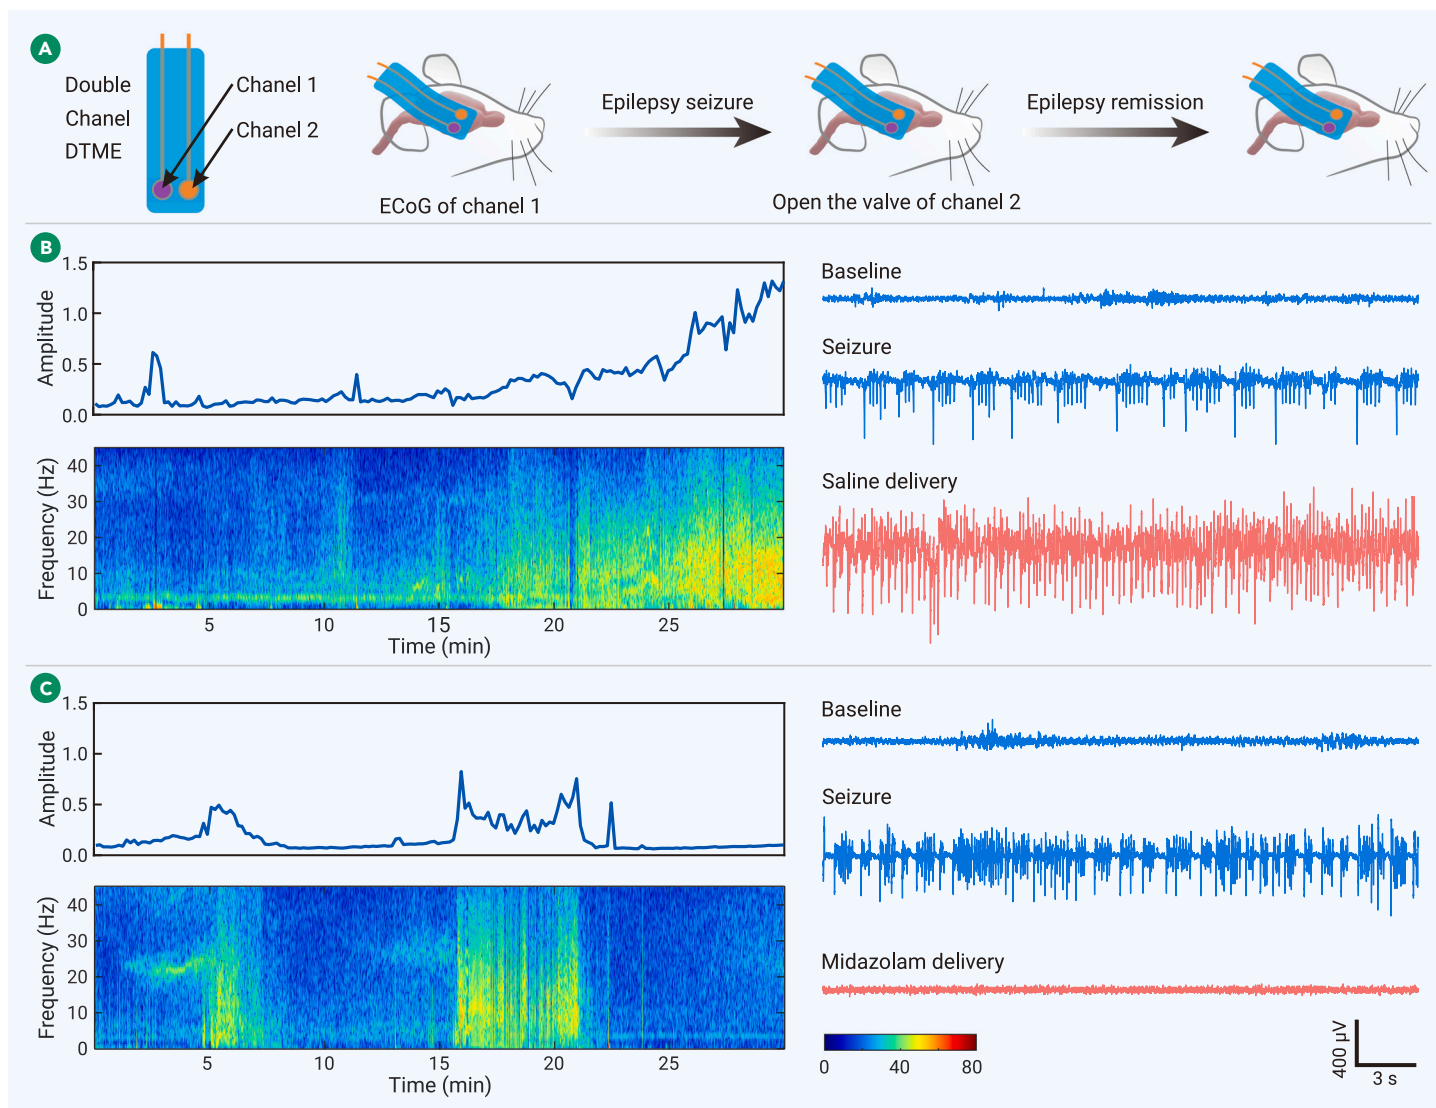 A
Double
Chanel
DTME
Chanel 1
Chanel 2
ECoG of chanel 1
Epilepsy seizure
Open the valve of chanel 2
Epilepsy remission
B
1.5
1.0
0.5
0.0
Amplitude
40
30
20
10
0
Frequency (Hz)
5 10 15 20 25
Time (min)
Baseline
Seizure
Saline delivery
C
1.5
1.0
0.5
0.0
Amplitude
40
30
20
10
0
Frequency (Hz)
5 10 15 20 25
Time (min)
Baseline
Seizure
Midazolam delivery
0 40 80
400 µV
3 s